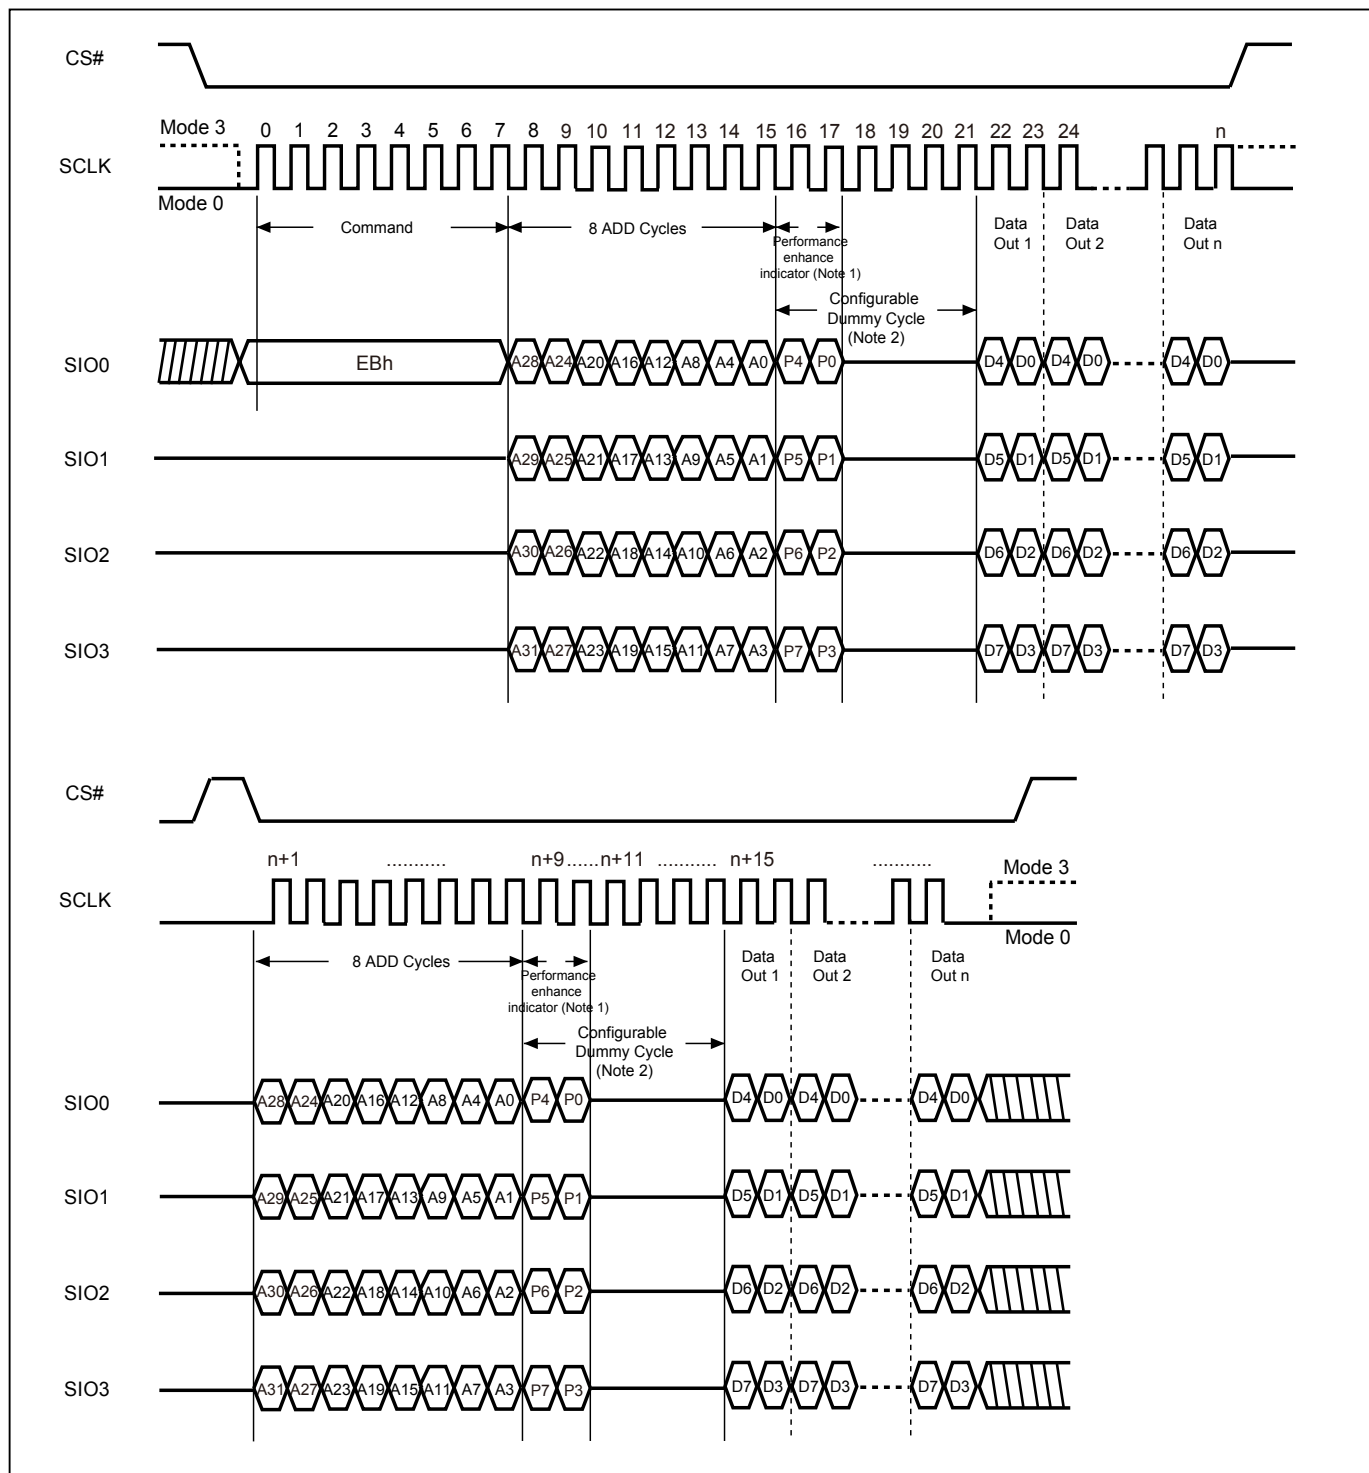 CS#
Mode 3
0 1 2 3 4 5 6 7 8 9 10 11 12 13 14 15 16 17 18 19 20 21 22 23 24 n
SCLK
Mode 0
Command
8 ADD Cycles
Performance
enhance
indicator (Note 1)
Data
Out 1
Data
Out 2
Data
Out n
Configurable
Dummy Cycle
(Note 2)
SIO0 EBh A28 A24 A20 A16 A12 A8 A4 A0 P4 P0 D4 D0 D4 D0 D4 D0
SIO1 A29 A25 A21 A17 A13 A9 A5 A1 P5 P1 D5 D1 D5 D1 D5 D1
SIO2 A30 A26 A22 A18 A14 A10 A6 A2 P6 P2 D6 D2 D6 D2 D6 D2
SIO3 A31 A27 A23 A19 A15 A11 A7 A3 P7 P3 D7 D3 D7 D3 D7 D3
CS#
n+1 ........... n+9 ...... n+11 ........... n+15 ...........
Mode 3
SCLK
Mode 0
8 ADD Cycles
Performance
enhance
indicator (Note 1)
Data
Out 1
Data
Out 2
Data
Out n
Configurable
Dummy Cycle
(Note 2)
SIO0 A28 A24 A20 A16 A12 A8 A4 A0 P4 P0 D4 D0 D4 D0 D4 D0
SIO1 A29 A25 A21 A17 A13 A9 A5 A1 P5 P1 D5 D1 D5 D1 D5 D1
SIO2 A30 A26 A22 A18 A14 A10 A6 A2 P6 P2 D6 D2 D6 D2 D6 D2
SIO3 A31 A27 A23 A19 A15 A11 A7 A3 P7 P3 D7 D3 D7 D3 D7 D3